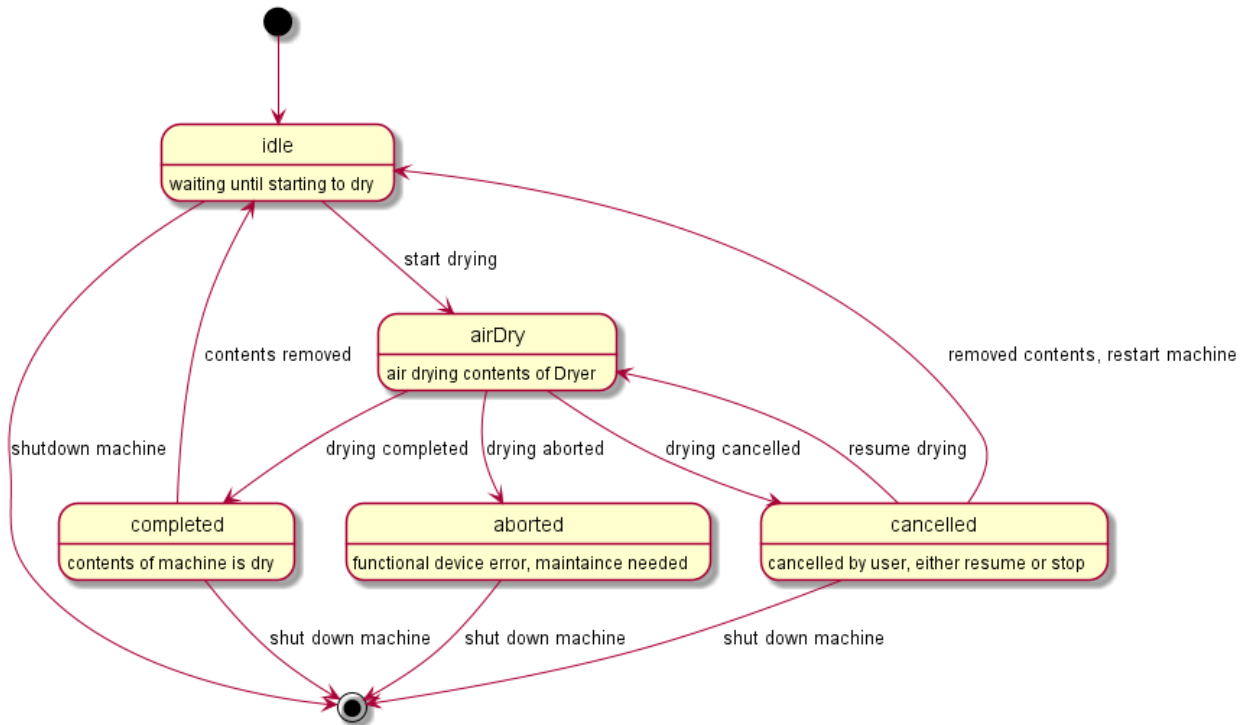 idle
waiting until starting to dry
start drying
airDry
air drying contents of Dryer
contents removed
removed contents, restart machine
shutdown machine
drying completed
drying aborted
drying cancelled
resume drying
completed
contents of machine is dry
aborted
functional device error, maintaince needed
cancelled
cancelled by user, either resume or stop
shut down machine
shut down machine
shut down machine